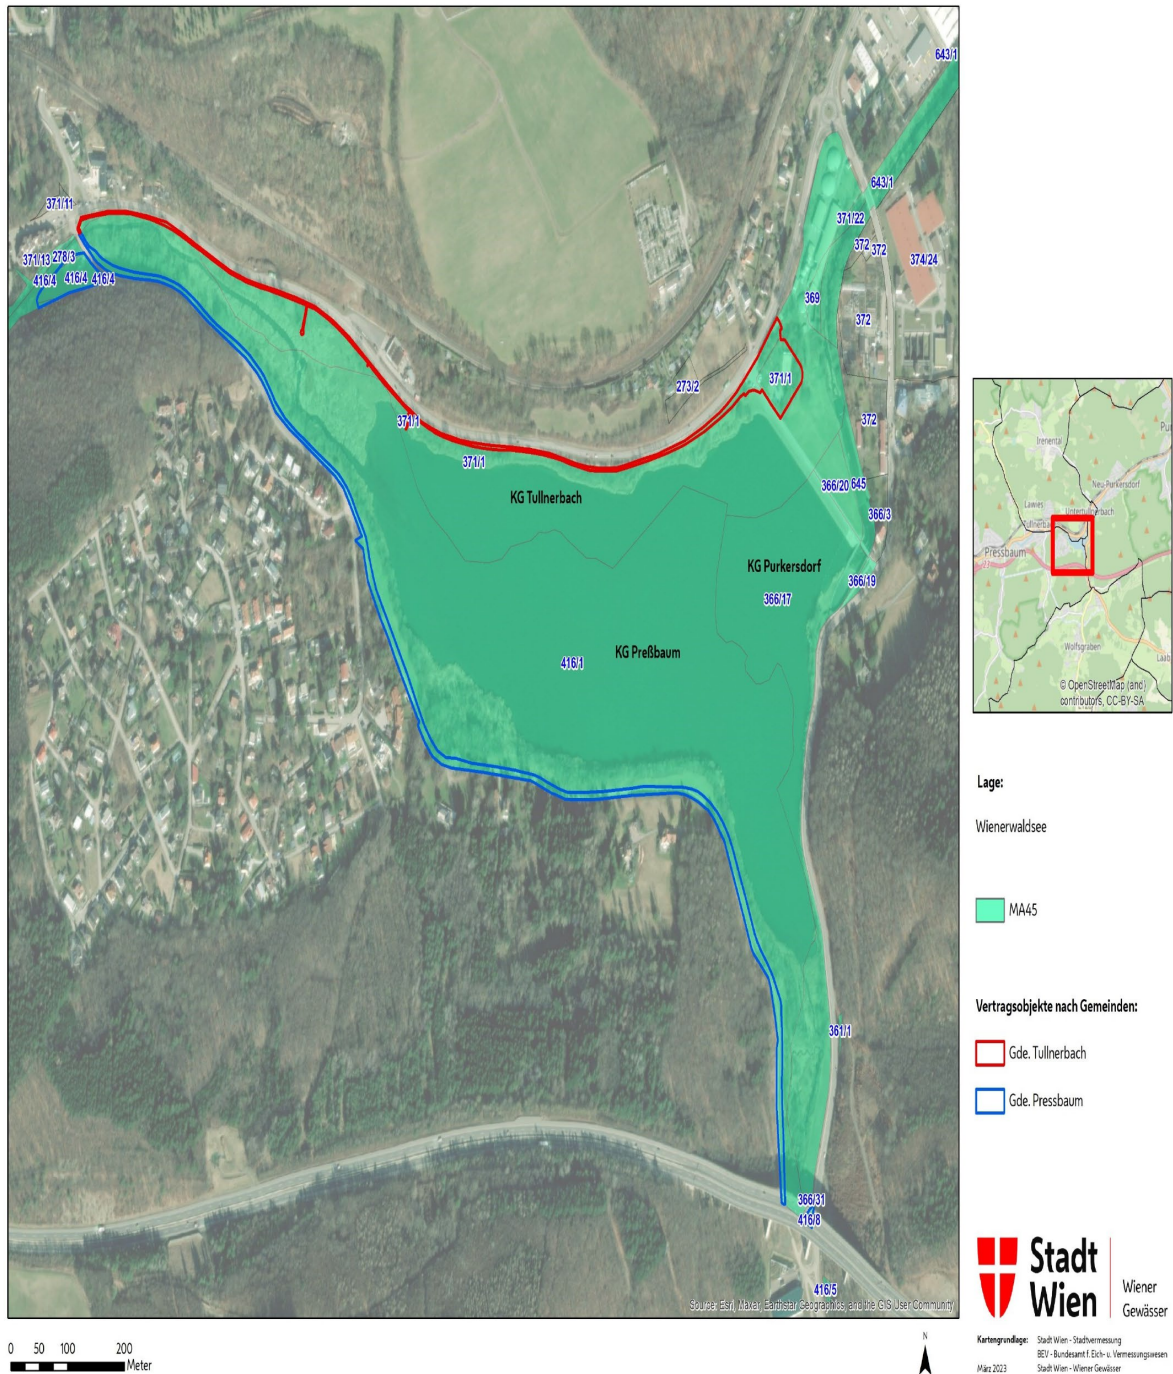 643/1
643/1
371/11
371/22
372
372
371/13
278/3
374/24
416/4
416/4
416/4
369
372
371/1
273/2
371/1
372
371/1
KG Tullnerbach
366/20
645
366/3
KG Purkersdorf
366/19
366/17
KG Preßbaum
416/1
361/1
366/31
416/8
416/5
Source: Esri, Maxar, Earthstar Geographics, and the GIS User Community
0 50 100 200
Meter
N
Irenental
Neu-Purkersdorf
Lawies
Untertullnerbach
Pressbaum
23
Wolfsgraben
Laab
© OpenStreetMap (and)
contributors, CC-BY-SA
Lage:
Wienerwaldsee
MA45
Vertragsobjekte nach Gemeinden:
Gde. Tullnerbach
Gde. Pressbaum
Stadt
Wien
Wiener
Gewässer
Kartengrundlage: Stadt Wien - Stadtvermessung
BEV - Bundesamt f. Eich- u. Vermessungswesen
März 2023 Stadt Wien - Wiener Gewässer